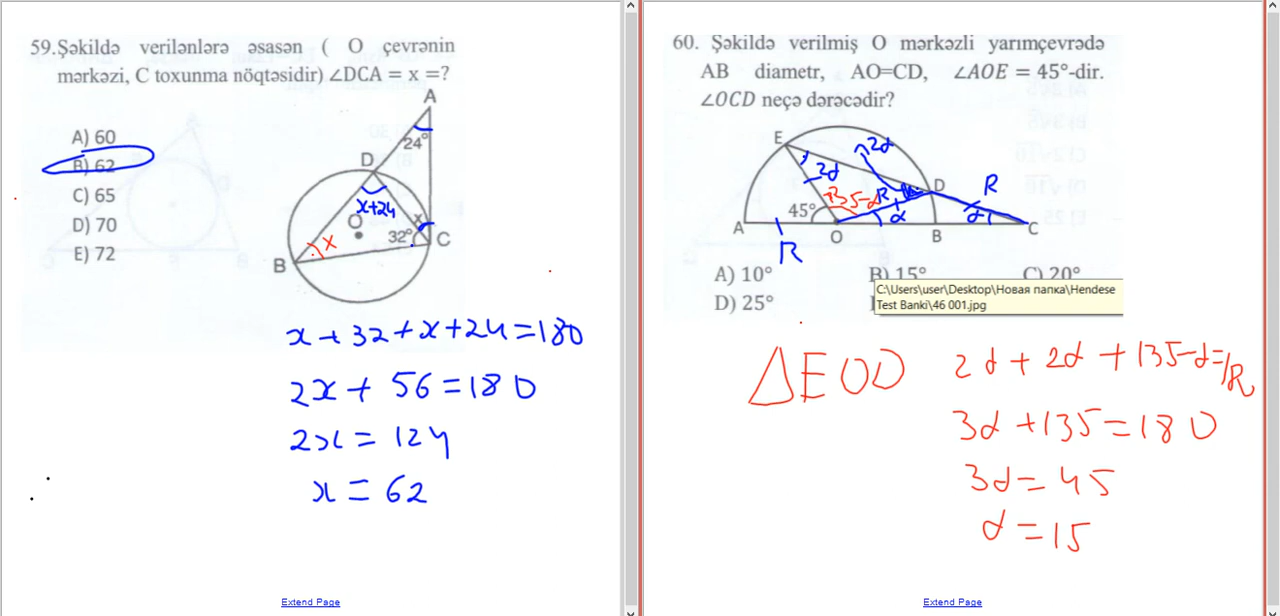 59.Şəkildə verilənlərə əsasən ( O çevrənin
mərkəzi, C toxunma nöqtəsidir) ∠DCA = x =?
A) 60
B) 62
C) 65
D) 70
E) 72
A
24°
D
x+24
O
x
32°
C
x
B
x + 32 + x + 24 = 180
2x + 56 = 180
2x = 124
x = 62
Extend Page
60. Şəkildə verilmiş O mərkəzli yarımçevrədə
AB diametr, AO=CD, ∠AOE = 45°-dir.
∠OCD neçə dərəcədir?
E
2α
2α
D
R
R
135-α
45°
α
α
A
O
B
C
R
A) 10°
B) 15°
C) 20°
D) 25°
C:\Users\user\Desktop\Новая папка\Hendese
Test Banki\46 001.jpg
ΔEOD
2α + 2α + 135-α = 180
3α + 135 = 180
3α = 45
α = 15
Extend Page